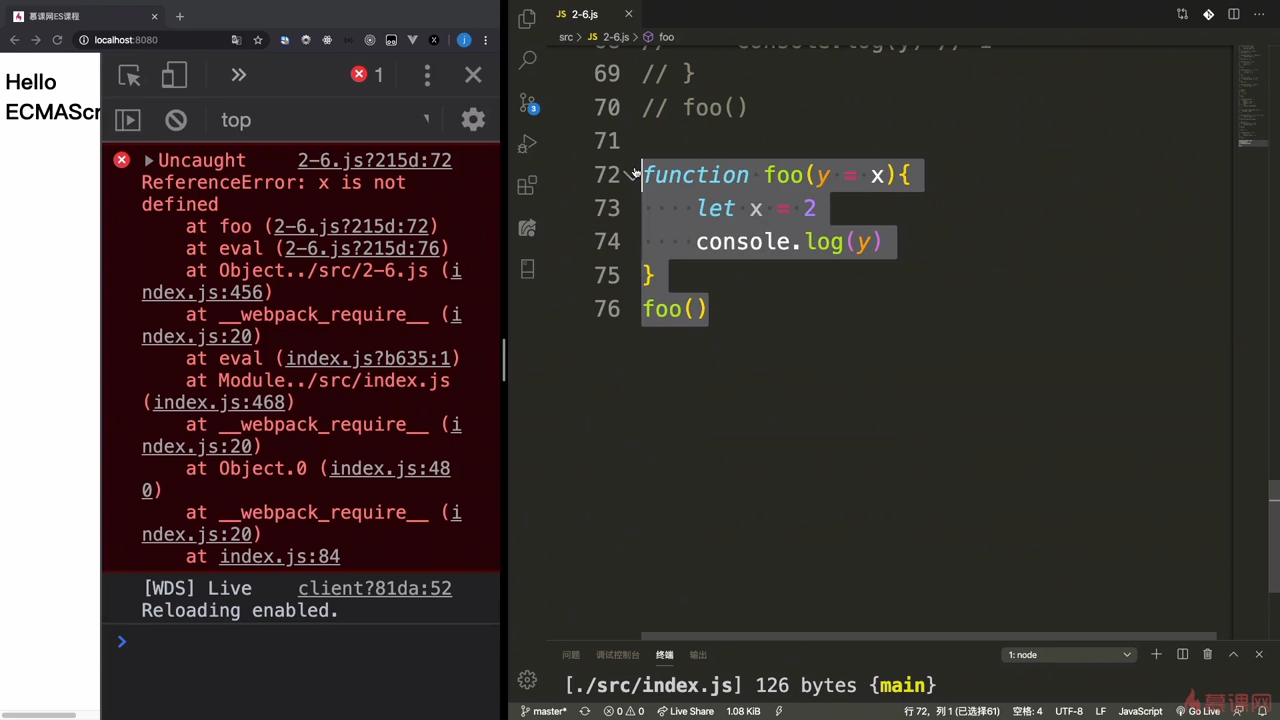 慕课网ES课程
localhost:8080
Hello
ECMAScr
1
top
Uncaught 2-6.js?215d:72
ReferenceError: x is not
defined
at foo (2-6.js?215d:72)
at eval (2-6.js?215d:76)
at Object../src/2-6.js (i
ndex.js:456)
at __webpack_require__ (i
ndex.js:20)
at eval (index.js?b635:1)
at Module../src/index.js
(index.js:468)
at __webpack_require__ (i
ndex.js:20)
at Object.0 (index.js:48
0)
at __webpack_require__ (i
ndex.js:20)
at index.js:84
[WDS] Live client?81da:52
Reloading enabled.
JS 2-6.js
src > JS 2-6.js > foo
69 // }
70 // foo()
71
72 function foo(y = x){
73 let x = 2
74 console.log(y)
75 }
76 foo()
3
问题 调试控制台 终端 输出 1: node
[./src/index.js] 126 bytes {main}
master* 0 0 Live Share 1.08 KiB 行 72, 列 1 (已选择61) 空格: 4 UTF-8 LF JavaScript Go Live
慕课网